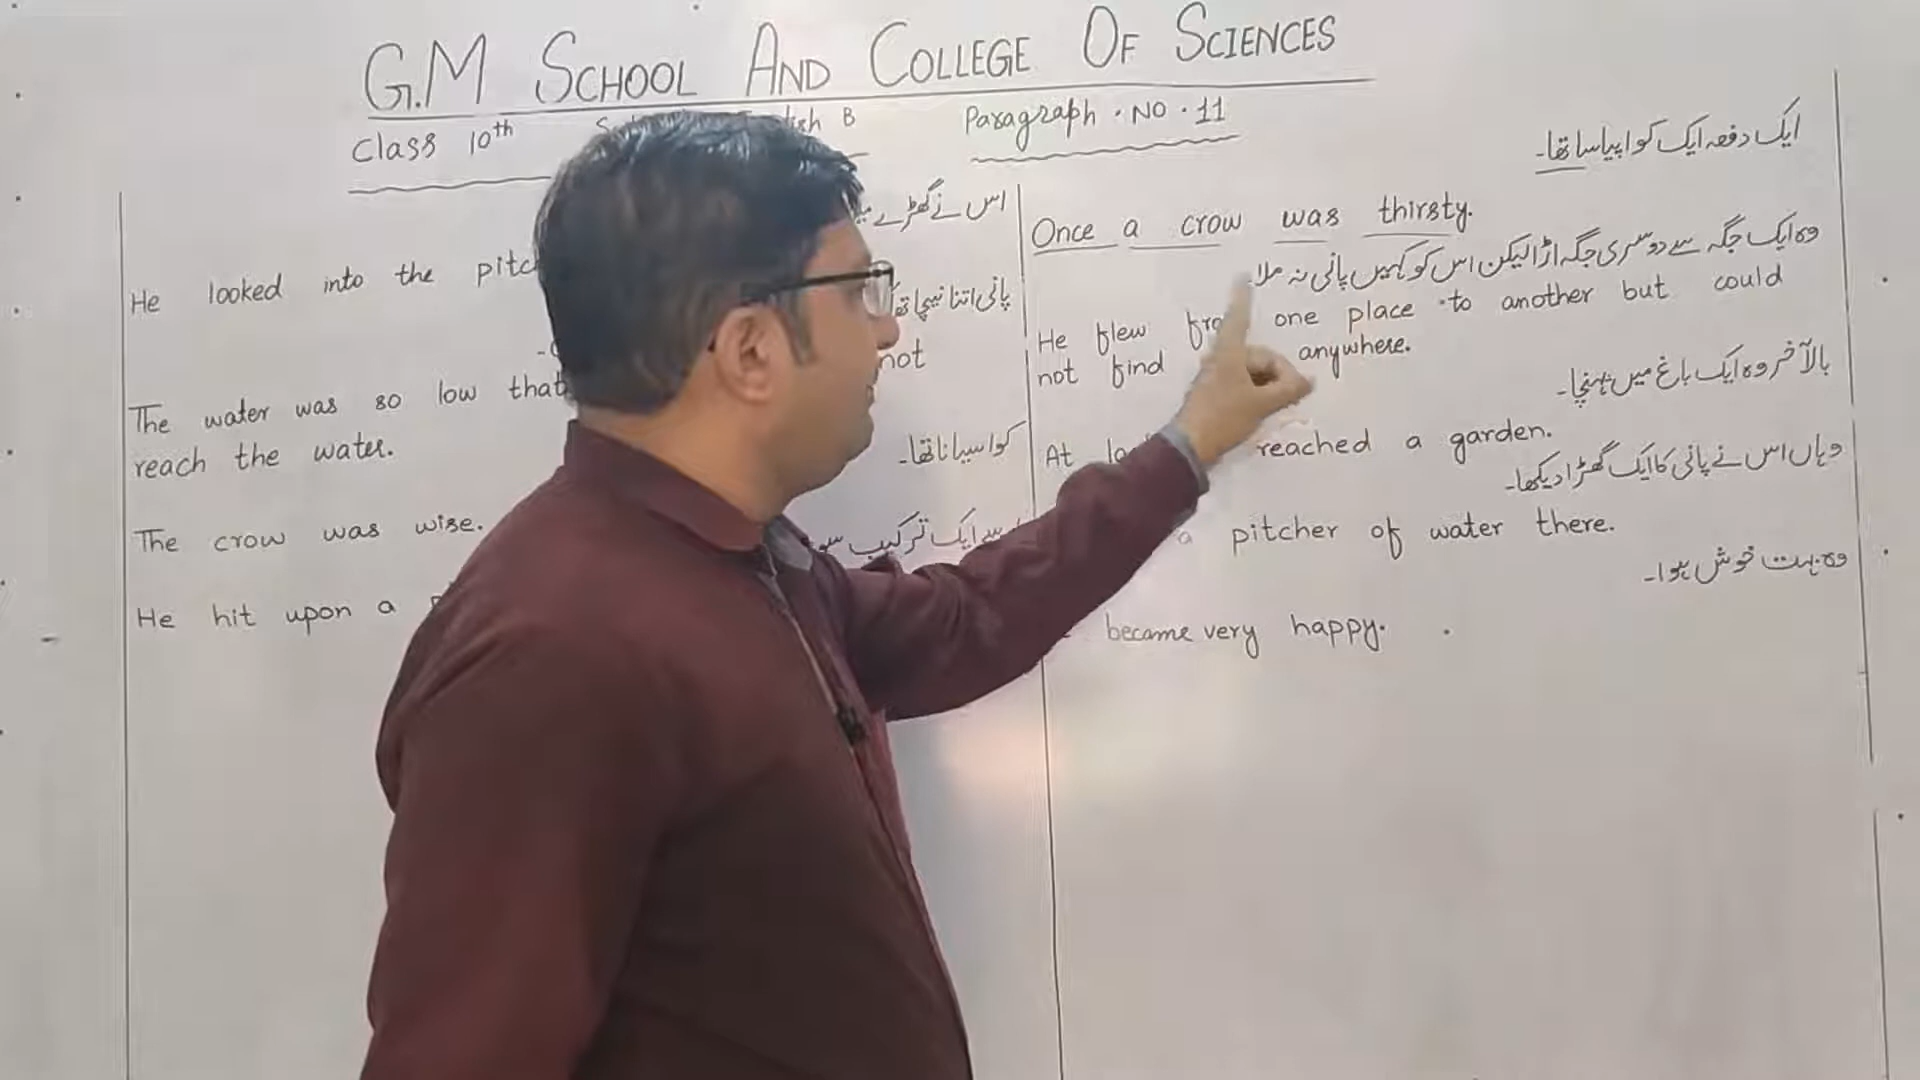 G.M SCHOOL AND COLLEGE OF SCIENCES
Class 10th B Paragraph . NO . 11
ایک دفعہ ایک کوا پیاسا تھا۔
Once a crow was thirsty.
وہ ایک جگہ سے دوسری جگہ اڑا لیکن اس کو کہیں پانی نہ ملا۔
He flew one place to another but could
not find anywhere.
بالآخر وہ ایک باغ میں پہنچا۔
At reached a garden.
وہاں اس نے پانی کا ایک گھڑا دیکھا۔
a pitcher of water there.
وہ بہت خوش ہوا۔
became very happy.
اس نے گھڑے
He looked into the
پانی اتنا نیچا
The water was so low that not
reach the water.
کوا سیانا تھا۔
The crow was wise.
ایک ترکیب
He hit upon a